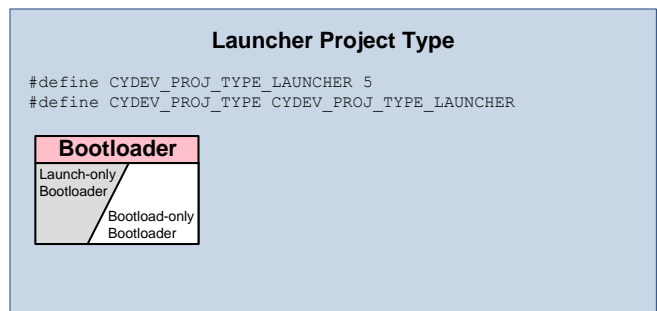 Launcher Project Type
#define CYDEV_PROJ_TYPE_LAUNCHER 5
#define CYDEV_PROJ_TYPE CYDEV_PROJ_TYPE_LAUNCHER
Bootloader
Launch-only
Bootloader
Bootload-only
Bootloader